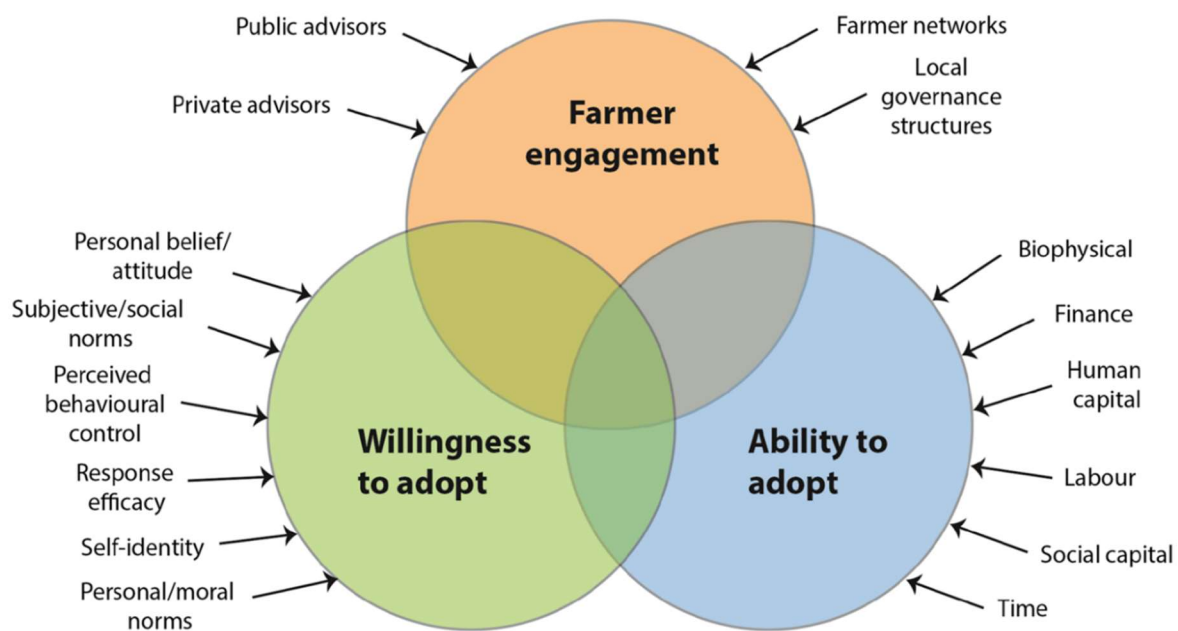 Public advisors
Private advisors
Farmer networks
Local
governance
structures
Farmer
engagement
Personal belief/
attitude
Subjective/social
norms
Perceived
behavioural
control
Response
efficacy
Self-identity
Personal/moral
norms
Willingness
to adopt
Ability to
adopt
Biophysical
Finance
Human
capital
Labour
Social capital
Time